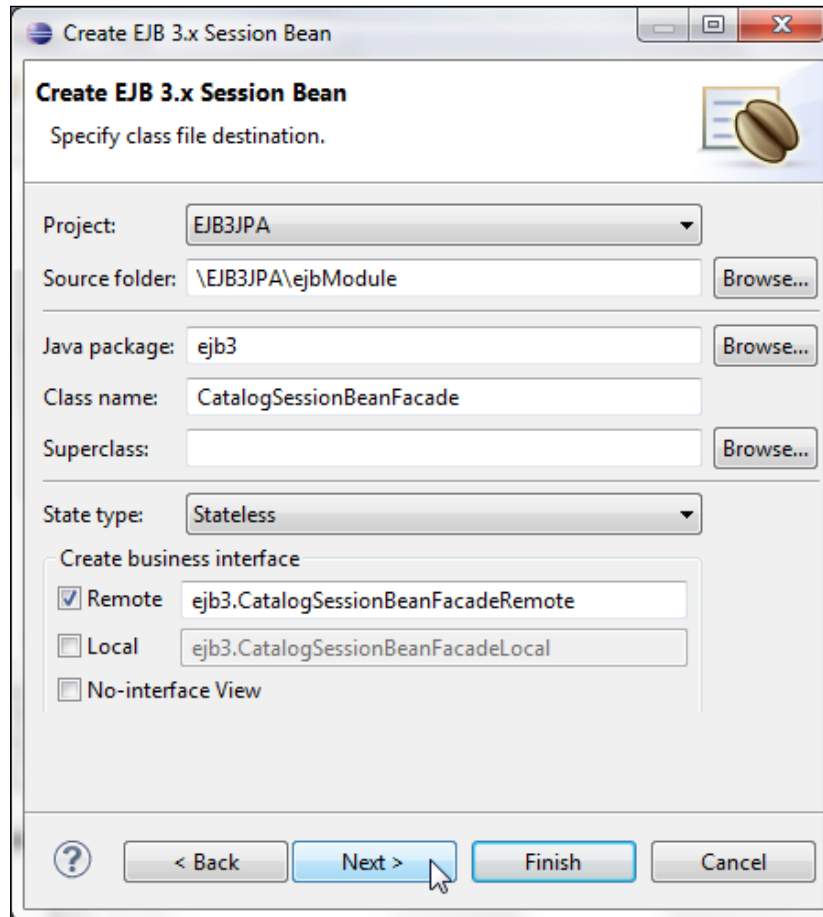 Create EJB 3.x Session Bean
Create EJB 3.x Session Bean
Specify class file destination.
Project: EJB3JPA
Source folder: \EJB3JPA\ejbModule Browse...
Java package: ejb3 Browse...
Class name: CatalogSessionBeanFacade
Superclass: Browse...
State type: Stateless
Create business interface
Remote ejb3.CatalogSessionBeanFacadeRemote
Local ejb3.CatalogSessionBeanFacadeLocal
No-interface View
? < Back Next > Finish Cancel